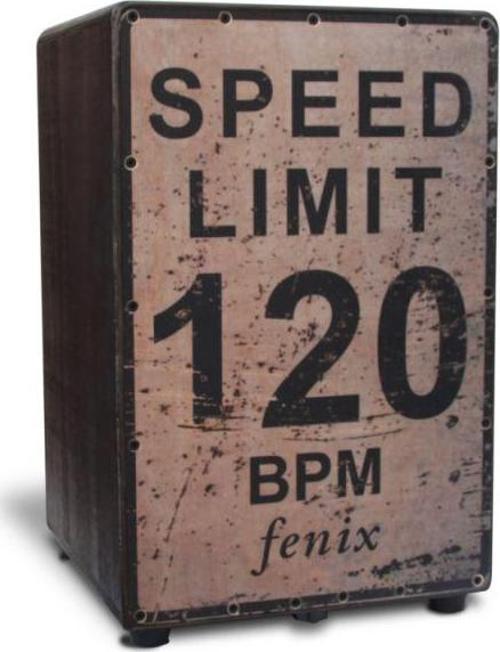 SPEED
LIMIT
120
BPM
fenix